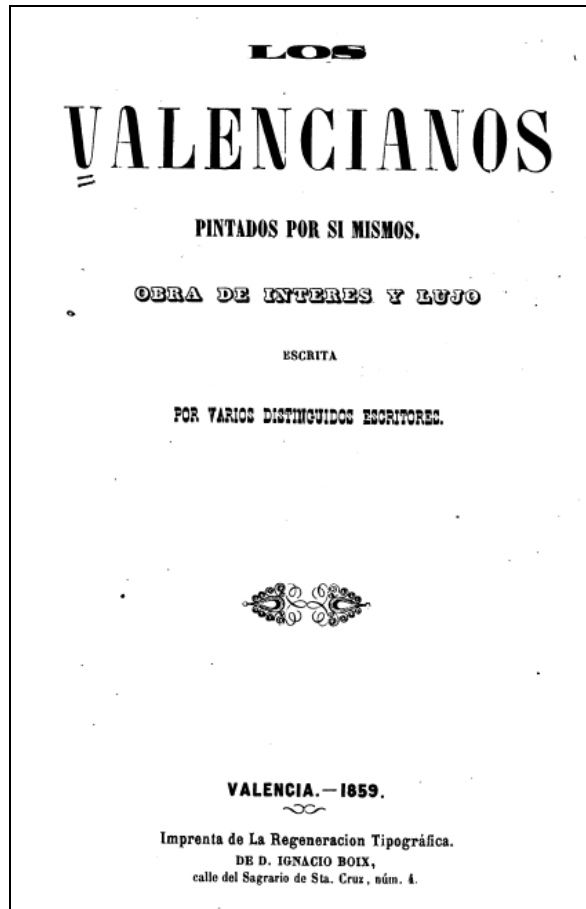 LOS
VALENCIANOS
PINTADOS POR SI MISMOS.
OBRA DE INTERES Y LUJO
ESCRITA
POR VARIOS DISTINGUIDOS ESCRITORES.
VALENCIA.—1859.
Imprenta de La Regeneracion Tipográfica.
DE D. IGNACIO BOIX,
calle del Sagrario de Sta. Cruz, núm. 4.